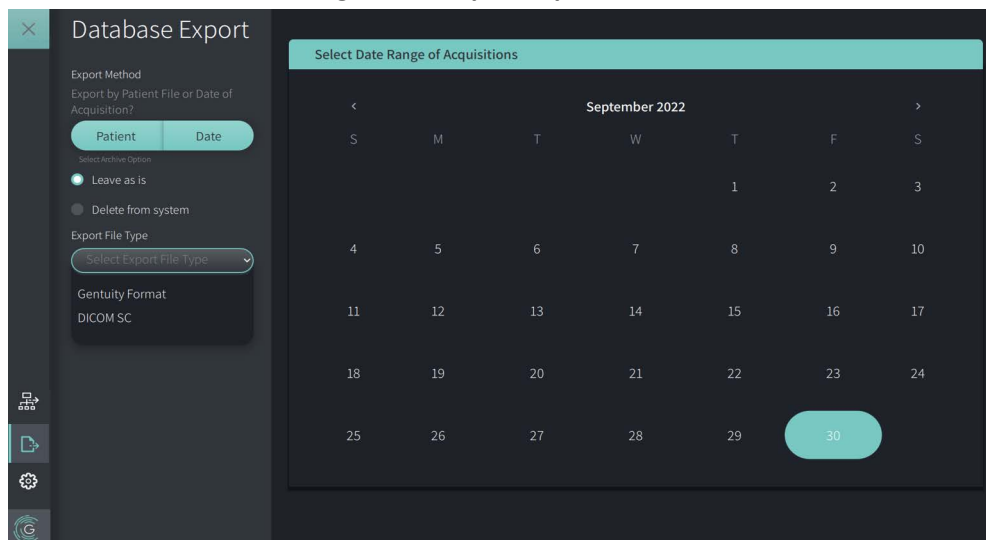 Database Export
Export Method
Export by Patient File or Date of
Acquisition?
Patient Date
Select Archive Option
Leave as is
Delete from system
Export File Type
Select Export File Type
Gentuity Format
DICOM SC
G
Select Date Range of Acquisitions
< September 2022 >
S M T W T F S
1 2 3
4 5 6 7 8 9 10
11 12 13 14 15 16 17
18 19 20 21 22 23 24
25 26 27 28 29 30